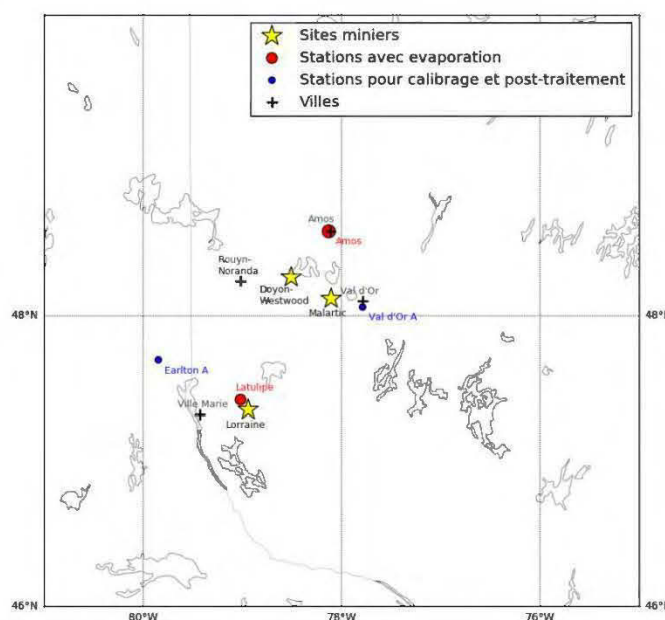 Sites miniers
Stations avec evaporation
Stations pour calibrage et post-traitement
Villes
Amos
Amos
Rouyn-
Noranda
Doyon-
Westwood
Val d'Or
Malartic
Val d'Or A
48°N
48°N
Earlton A
Latulipe
Ville Marie
Lorraine
46°N
46°N
80°W
78°W
76°W